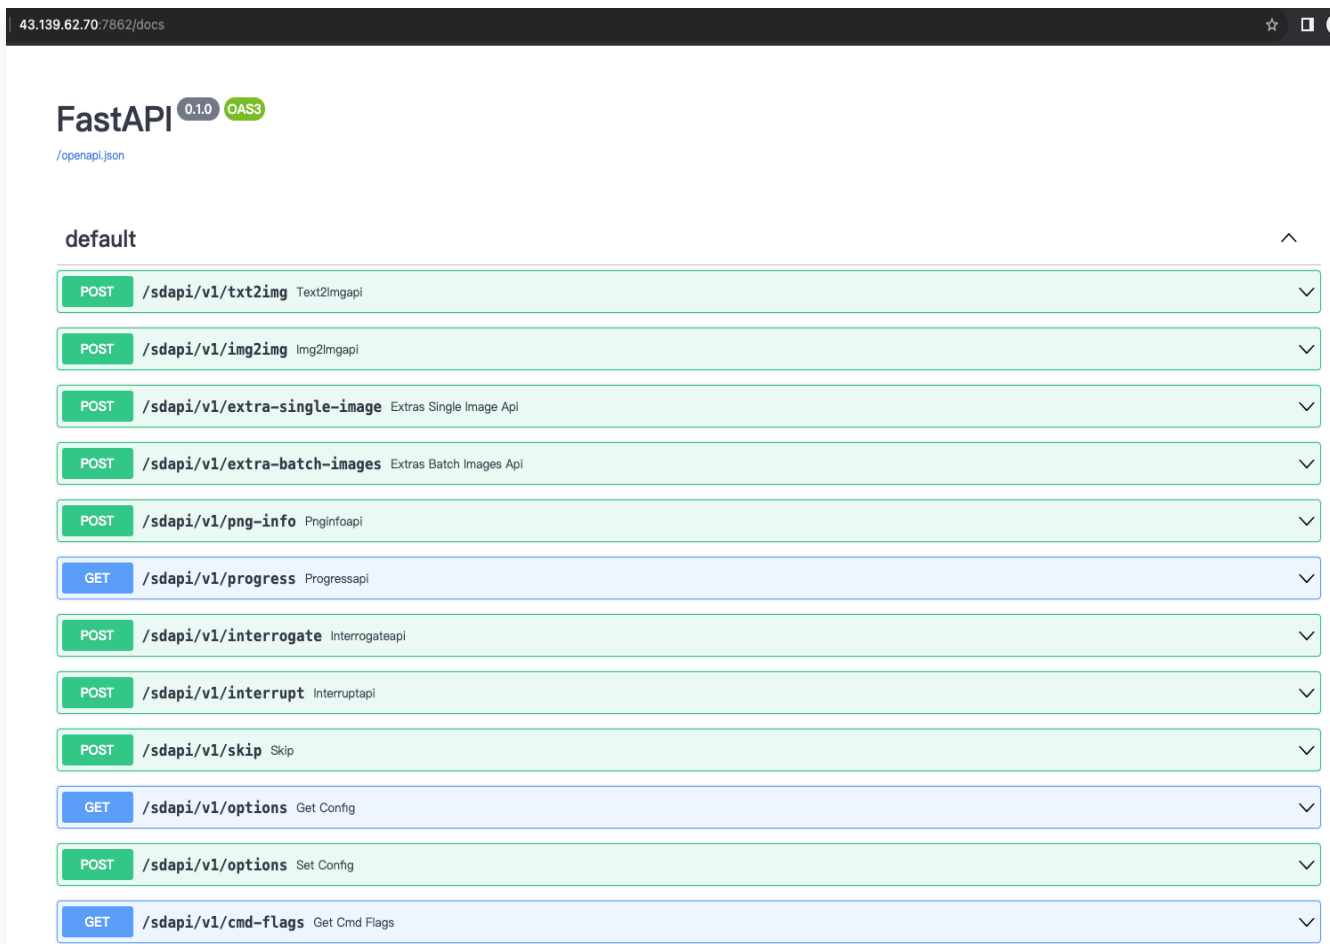 43.139.62.70:7862/docs
FastAPI 0.1.0 OAS3
/openapi.json
default
POST /sdapi/v1/txt2img Text2Imgapi
POST /sdapi/v1/img2img Img2Imgapi
POST /sdapi/v1/extra-single-image Extras Single Image Api
POST /sdapi/v1/extra-batch-images Extras Batch Images Api
POST /sdapi/v1/png-info Pnginfoapi
GET /sdapi/v1/progress Progressapi
POST /sdapi/v1/interrogate Interrogateapi
POST /sdapi/v1/interrupt Interruptapi
POST /sdapi/v1/skip Skip
GET /sdapi/v1/options Get Config
POST /sdapi/v1/options Set Config
GET /sdapi/v1/cmd-flags Get Cmd Flags